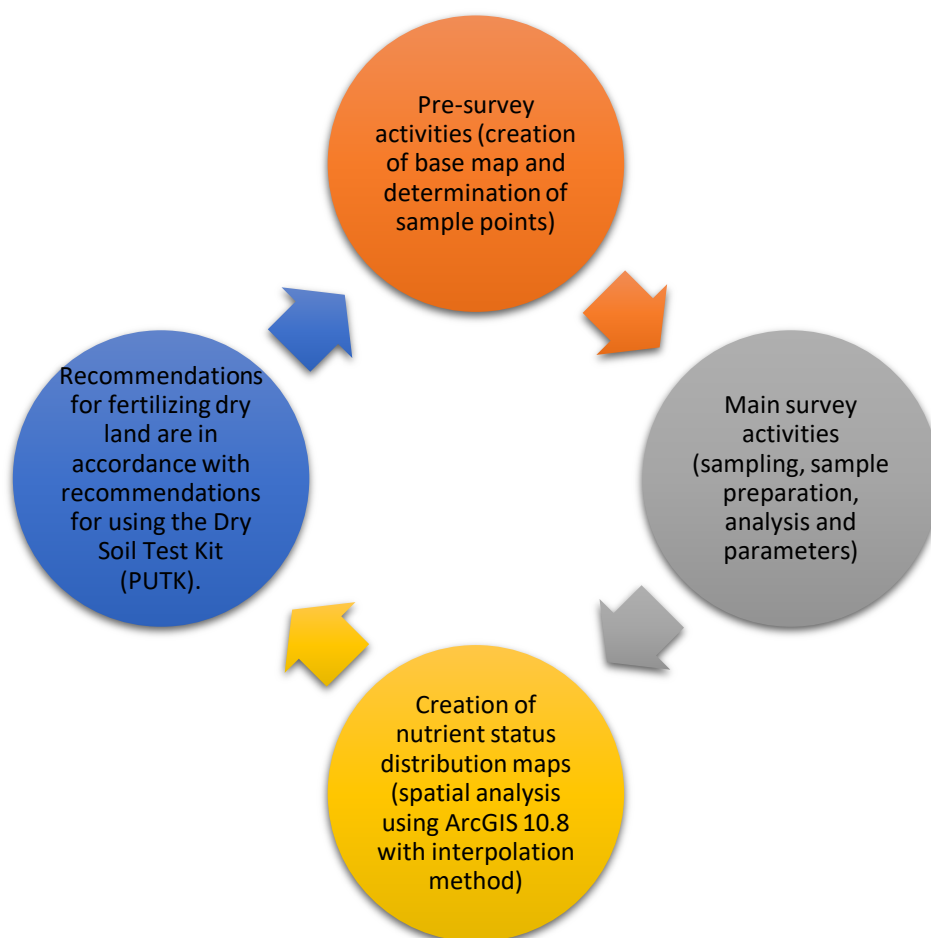 Pre-survey
activities (creation
of base map and
determination of
sample points)
Main survey
activities
(sampling, sample
preparation,
analysis and
parameters)
Creation of
nutrient status
distribution maps
(spatial analysis
using ArcGIS 10.8
with interpolation
method)
Recommendations
for fertilizing dry
land are in
accordance with
recommendations
for using the Dry
Soil Test Kit
(PUTK).